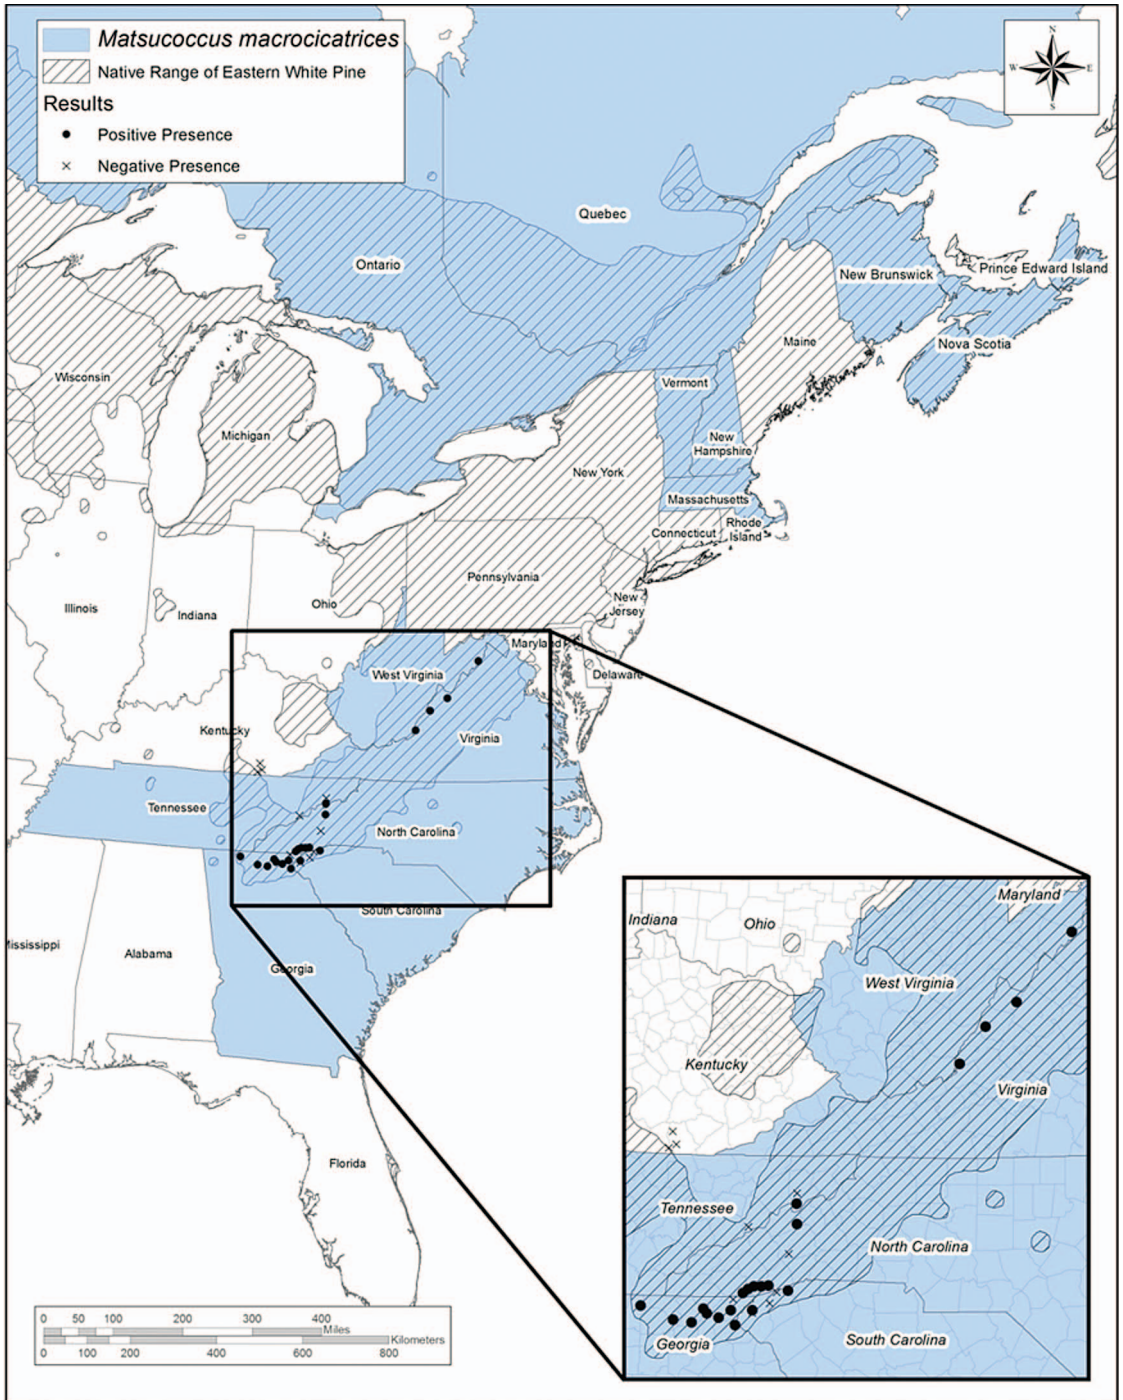 Matsucoccus macrocicatrices
Native Range of Eastern White Pine
Results
Positive Presence
Negative Presence
N
W E
S
Quebec
Ontario
New Brunswick
Prince Edward Island
Nova Scotia
Maine
Wisconsin
Vermont
Michigan
New
Hampshire
New York
Massachusetts
Connecticut
Rhode
Island
Pennsylvania
New
Jersey
Illinois
Indiana
Ohio
Maryland
Delaware
West Virginia
Kentucky
Virginia
Tennessee
North Carolina
South Carolina
Mississippi
Alabama
Georgia
Florida
Indiana
Ohio
Maryland
West Virginia
Kentucky
Virginia
Tennessee
North Carolina
Georgia
South Carolina
0 50 100 200 300 400
Miles
Kilometers
0 100 200 400 600 800